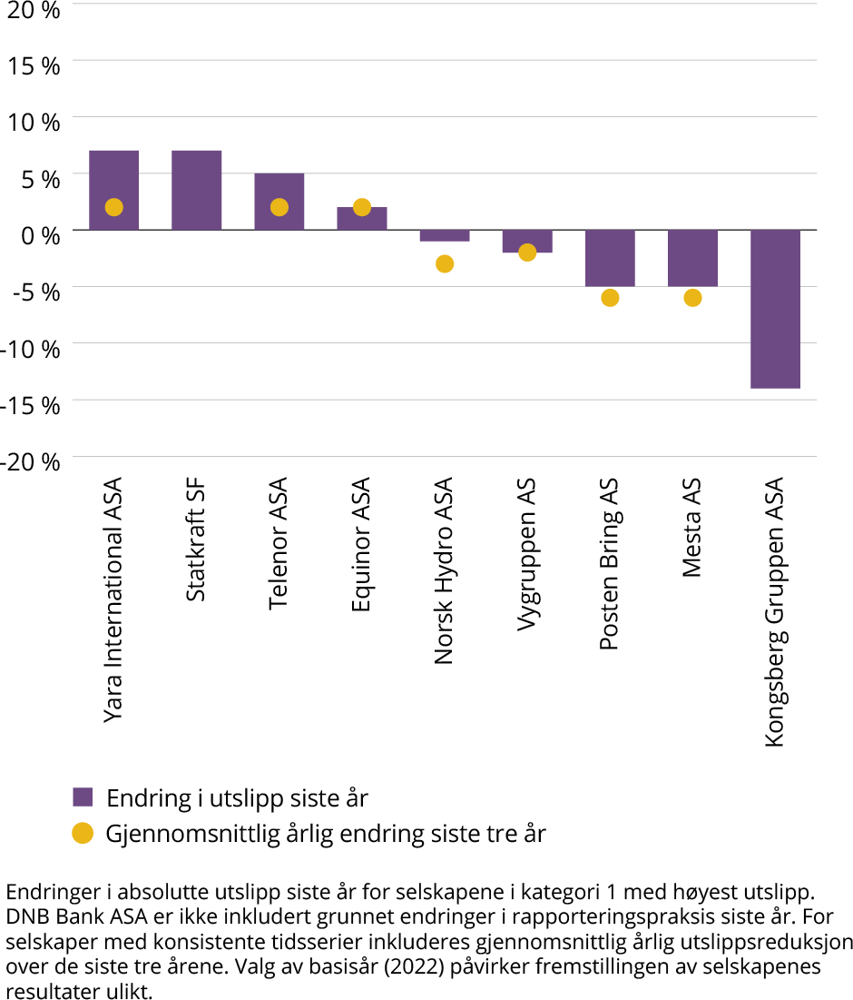 20 %
15 %
10 %
5 %
0 %
-5 %
-10 %
-15 %
-20 %
Yara International ASA
Statkraft SF
Telenor ASA
Equinor ASA
Norsk Hydro ASA
Vygruppen AS
Posten Bring AS
Mesta AS
Kongsberg Gruppen ASA
Endring i utslipp siste år
Gjennomsnittlig årlig endring siste tre år
Endringer i absolutte utslipp siste år for selskapene i kategori 1 med høyest utslipp.
DNB Bank ASA er ikke inkludert grunnet endringer i rapporteringspraksis siste år. For
selskaper med konsistente tidsserier inkluderes gjennomsnittlig årlig utslippsreduksjon
over de siste tre årene. Valg av basisår (2022) påvirker fremstillingen av selskapenes
resultater ulikt.